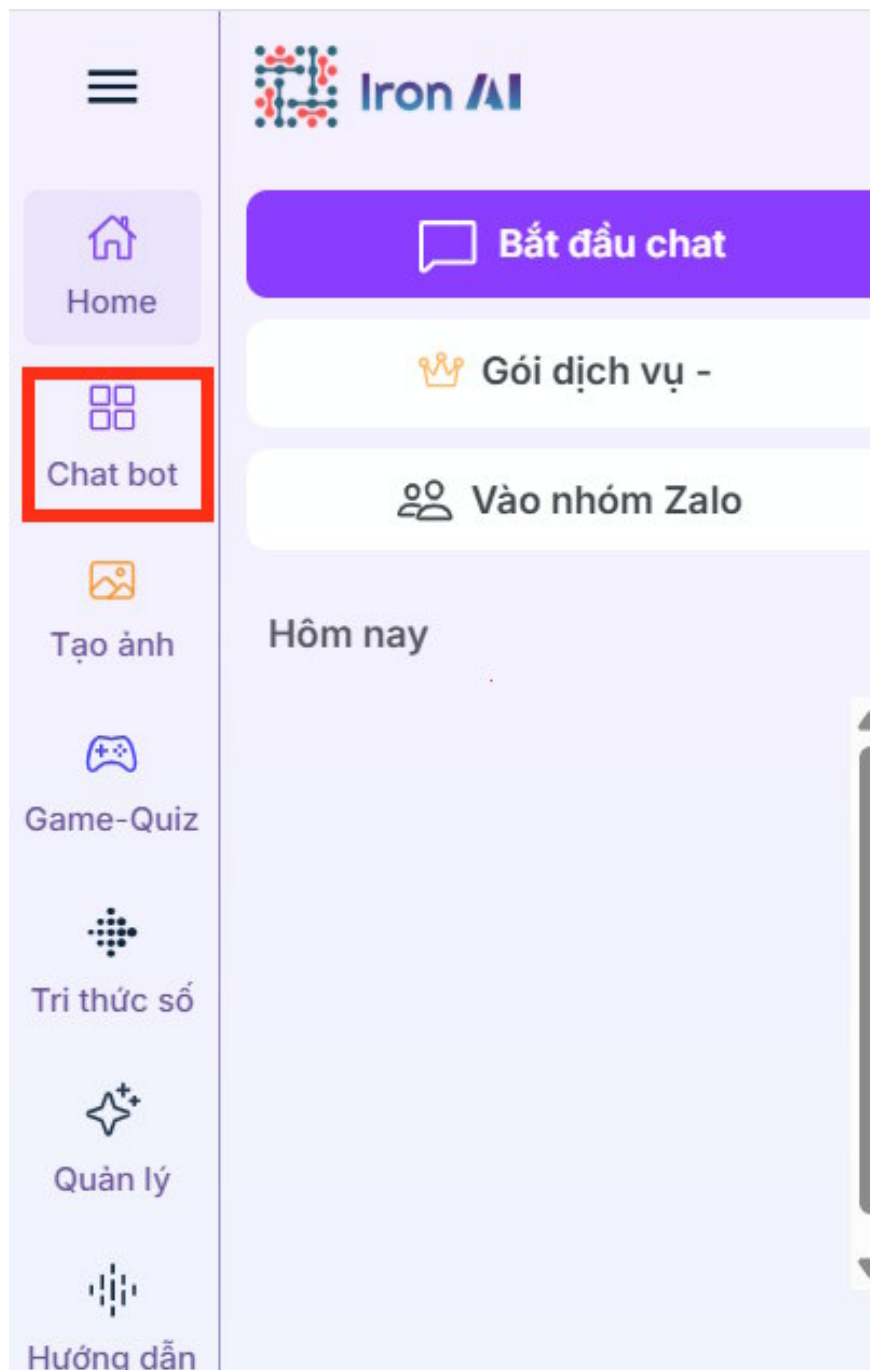 Iron AI
Home
Chat bot
Tạo ảnh
Game-Quiz
Tri thức số
Quản lý
Hướng dẫn
Bắt đầu chat
Gói dịch vụ -
Vào nhóm Zalo
Hôm nay